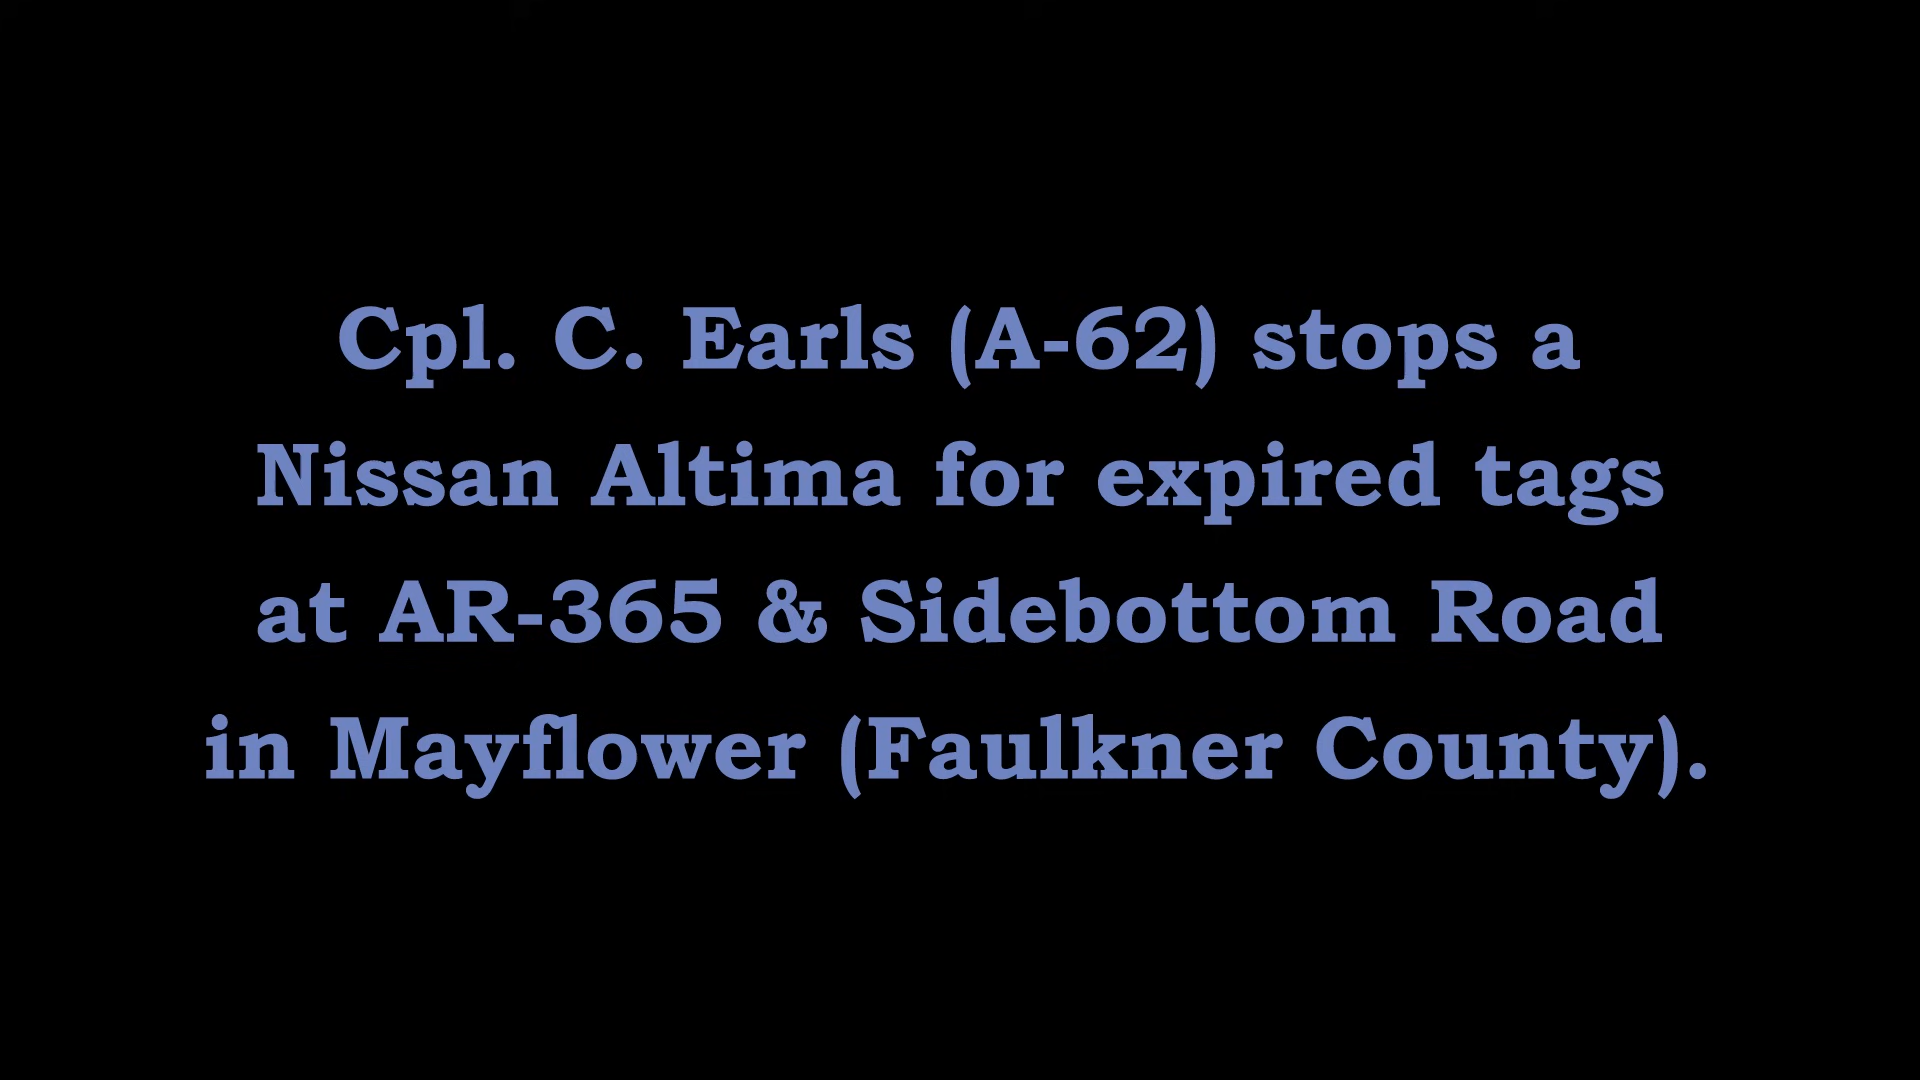 Cpl. C. Earls (A-62) stops a
Nissan Altima for expired tags
at AR-365 & Sidebottom Road
in Mayflower (Faulkner County).